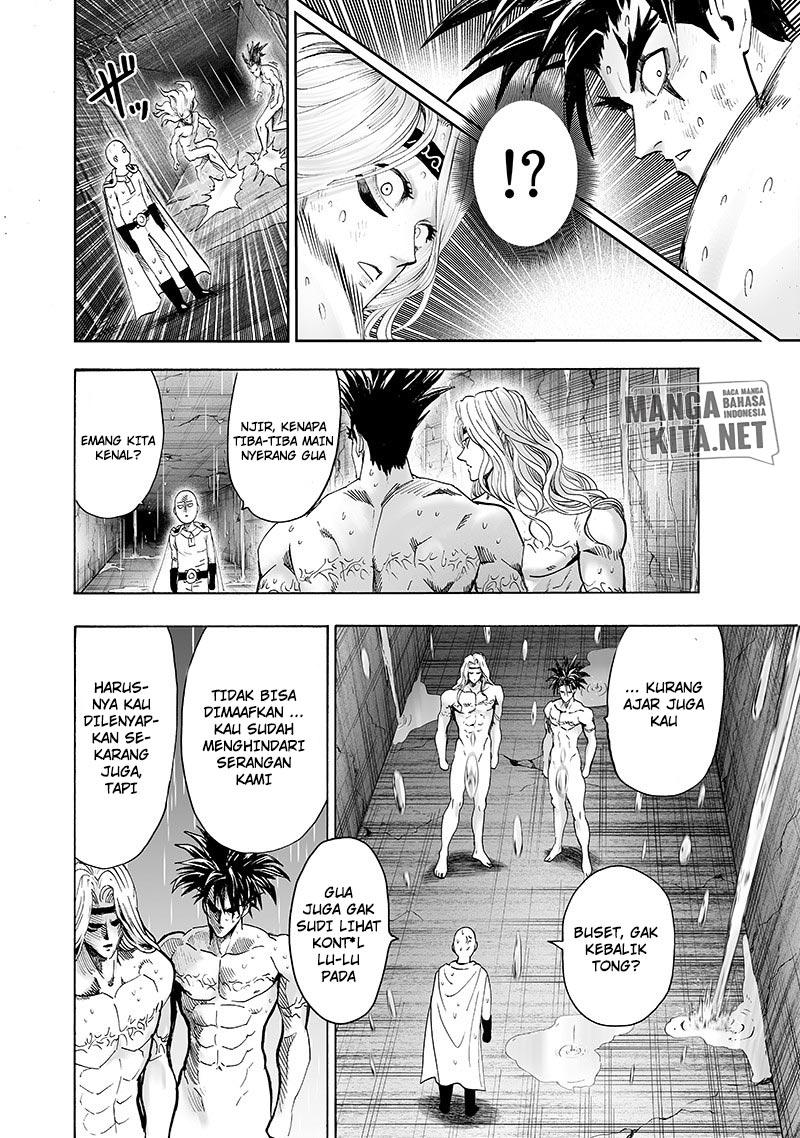 !?
ザッ
NJIR, KENAPA
TIBA-TIBA MAIN
NYERANG GUA
EMANG KITA
KENAL?
MANGA
KITA.NET
BACA MANGA
BAHASA
INDONESIA
... KURANG
AJAR JUGA
KAU
BUSET, GAK
KEBALIK
TONG?
TIDAK BISA
DIMAAFKAN ...
KAU SUDAH
MENGHINDARI
SERANGAN
KAMI
HARUS-
NYA KAU
DILENYAP-
KAN SE-
KARANG
JUGA,
TAPI
GUA
JUGA GAK
SUDI LIHAT
KONT*L
LU-LU
PADA